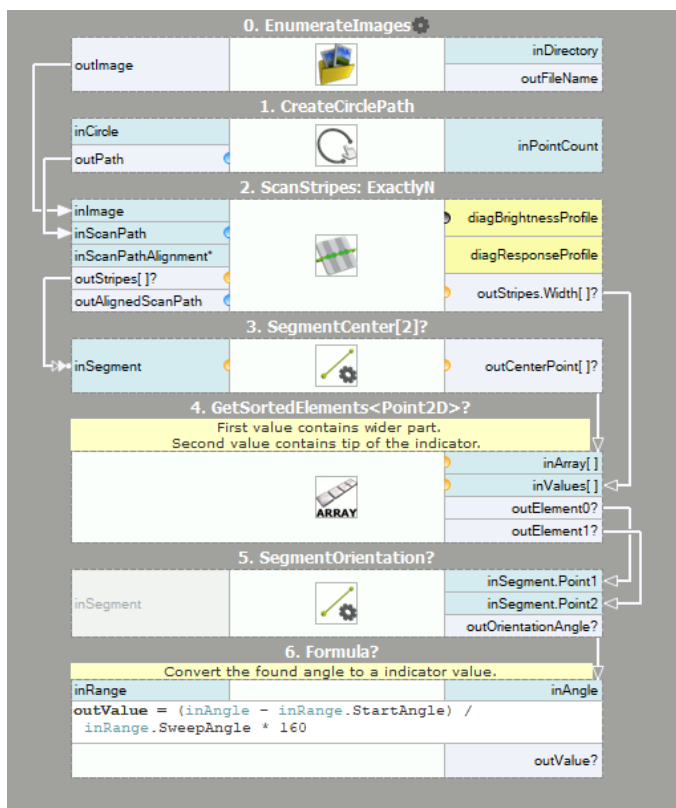 0. EnumerateImages
outImage
inDirectory
outFileName
1. CreateCirclePath
inCircle
outPath
inPointCount
2. ScanStripes: ExactlyN
inImage
inScanPath
inScanPathAlignment*
outStripes[ ]?
outAlignedScanPath
diagBrightnessProfile
diagResponseProfile
outStripes.Width[ ]?
3. SegmentCenter[2]?
inSegment
outCenterPoint[ ]?
4. GetSortedElements<Point2D>?
First value contains wider part.
Second value contains tip of the indicator.
ARRAY
inArray[ ]
inValues[ ]
outElement0?
outElement1?
5. SegmentOrientation?
inSegment
inSegment.Point1
inSegment.Point2
outOrientationAngle?
6. Formula?
Convert the found angle to a indicator value.
inRange
inAngle
outValue = (inAngle - inRange.StartAngle) /
inRange.SweepAngle * 160
outValue?